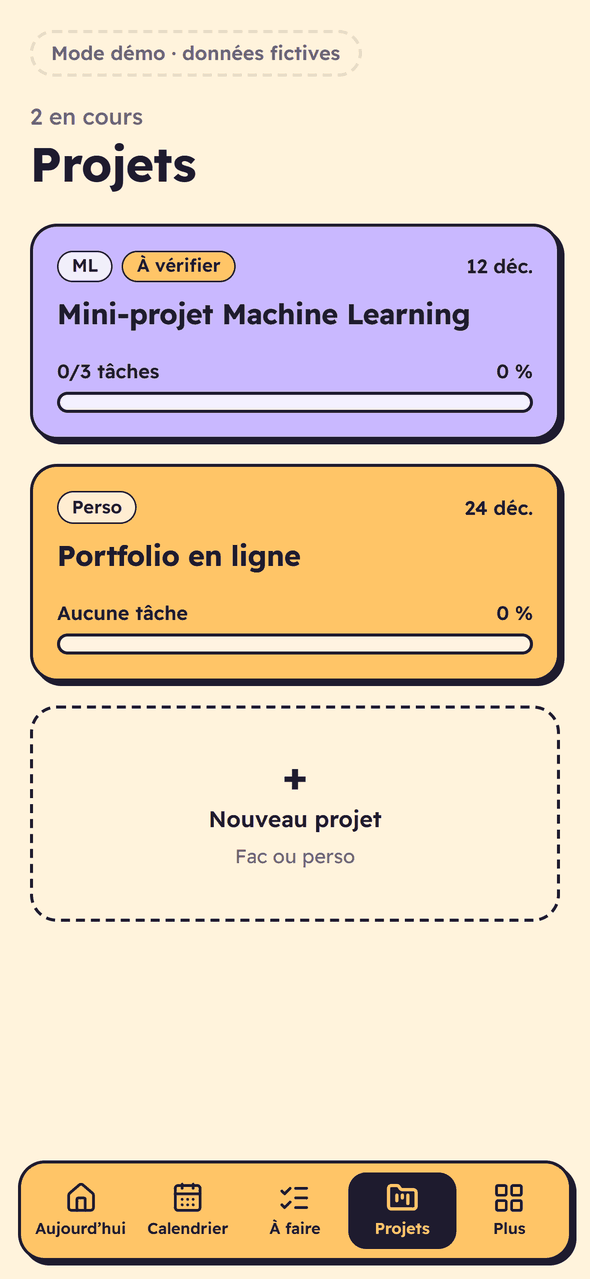 Mode démo · données fictives
2 en cours
Projets
ML À vérifier 12 déc.
Mini-projet Machine Learning
0/3 tâches 0 %
Perso 24 déc.
Portfolio en ligne
Aucune tâche 0 %
+
Nouveau projet
Fac ou perso
Aujourd’hui Calendrier À faire Projets Plus